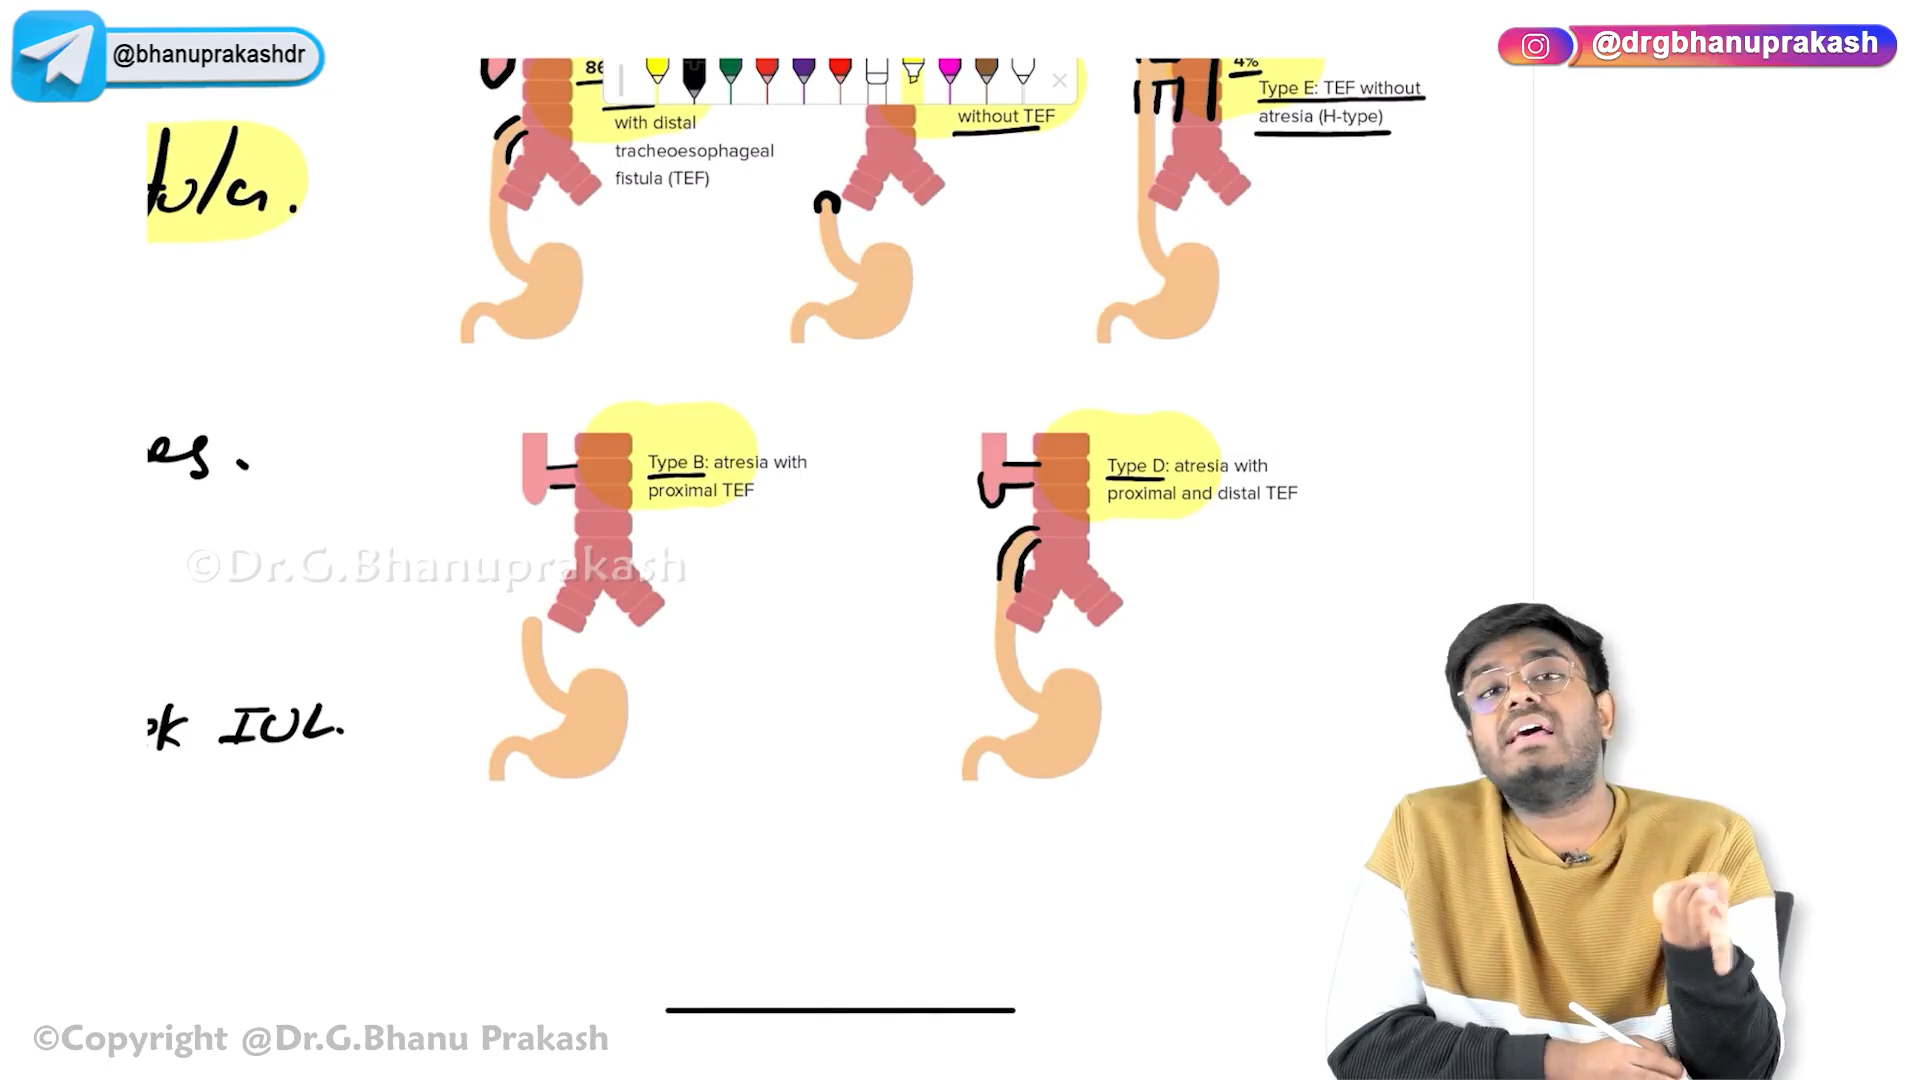 @bhanuprakashdr
@drgbhanuprakash
86
with distal
tracheoesophageal
fistula (TEF)
without TEF
4%
Type E: TEF without
atresia (H-type)
Type B: atresia with
proximal TEF
Type D: atresia with
proximal and distal TEF
©Dr.G.Bhanuprakash
IUL.
©Copyright @Dr.G.Bhanu Prakash